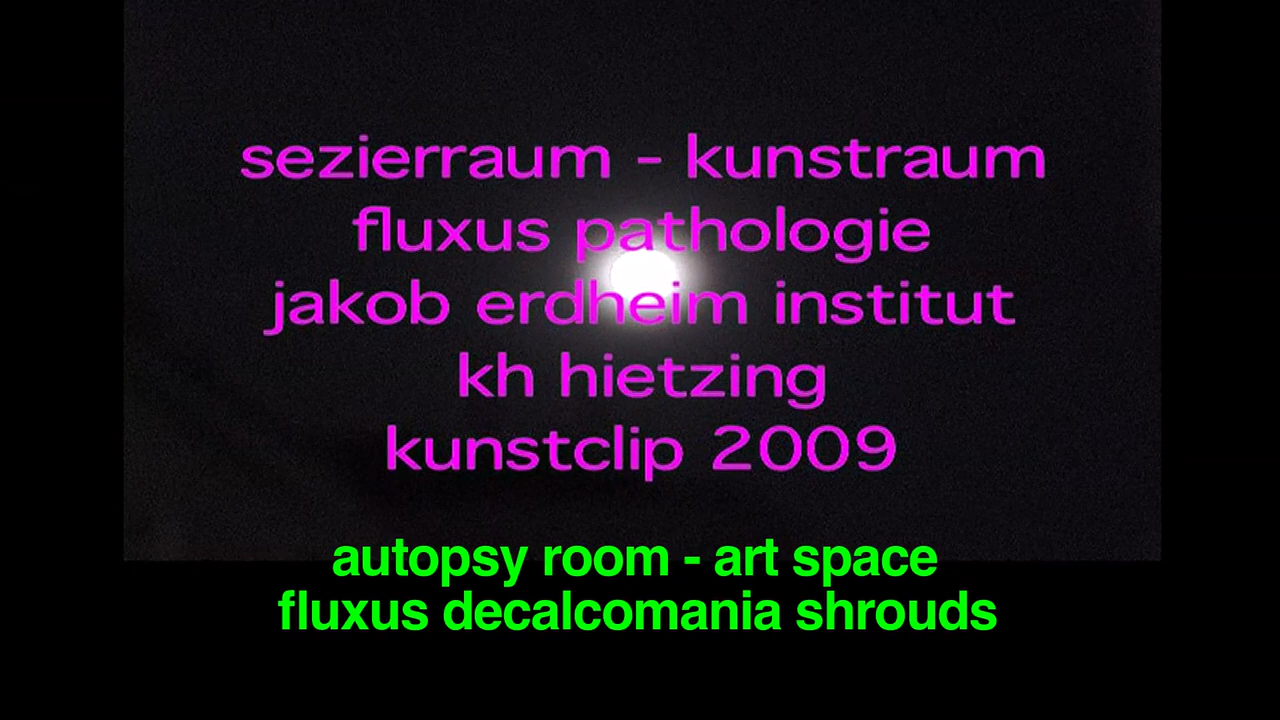 sezierraum - kunstraum
fluxus pathologie
jakob erdheim institut
kh hietzing
kunstclip 2009
autopsy room - art space
fluxus decalcomania shrouds